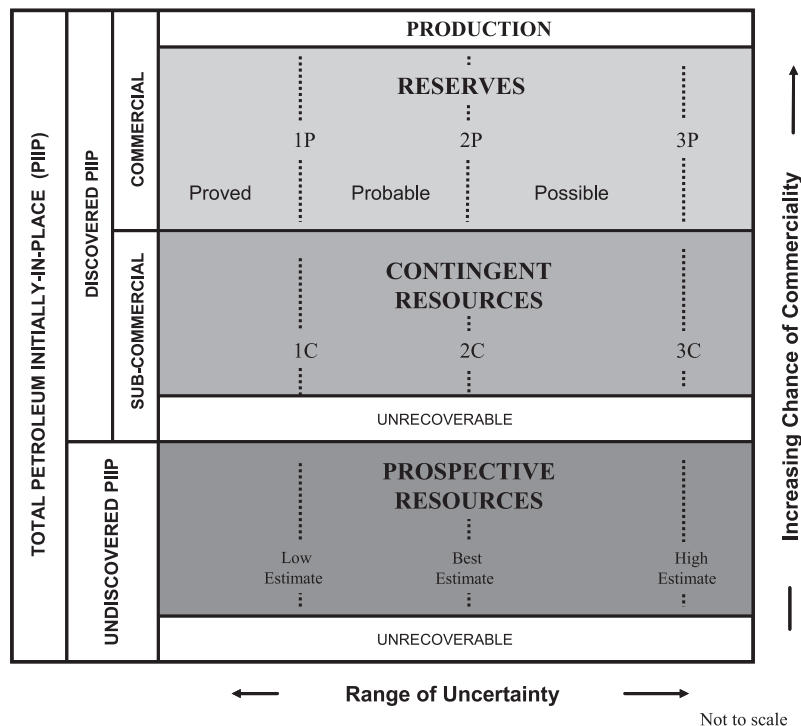 TOTAL PETROLEUM INITIALLY-IN-PLACE (PIIP)
DISCOVERED PIIP
UNDISCOVERED PIIP
COMMERCIAL
SUB-COMMERCIAL
PRODUCTION
RESERVES
1P 2P 3P
Proved Probable Possible
CONTINGENT
RESOURCES
1C 2C 3C
UNRECOVERABLE
PROSPECTIVE
RESOURCES
Low Best High
Estimate Estimate Estimate
UNRECOVERABLE
Increasing Chance of Commerciality
Range of Uncertainty
Not to scale